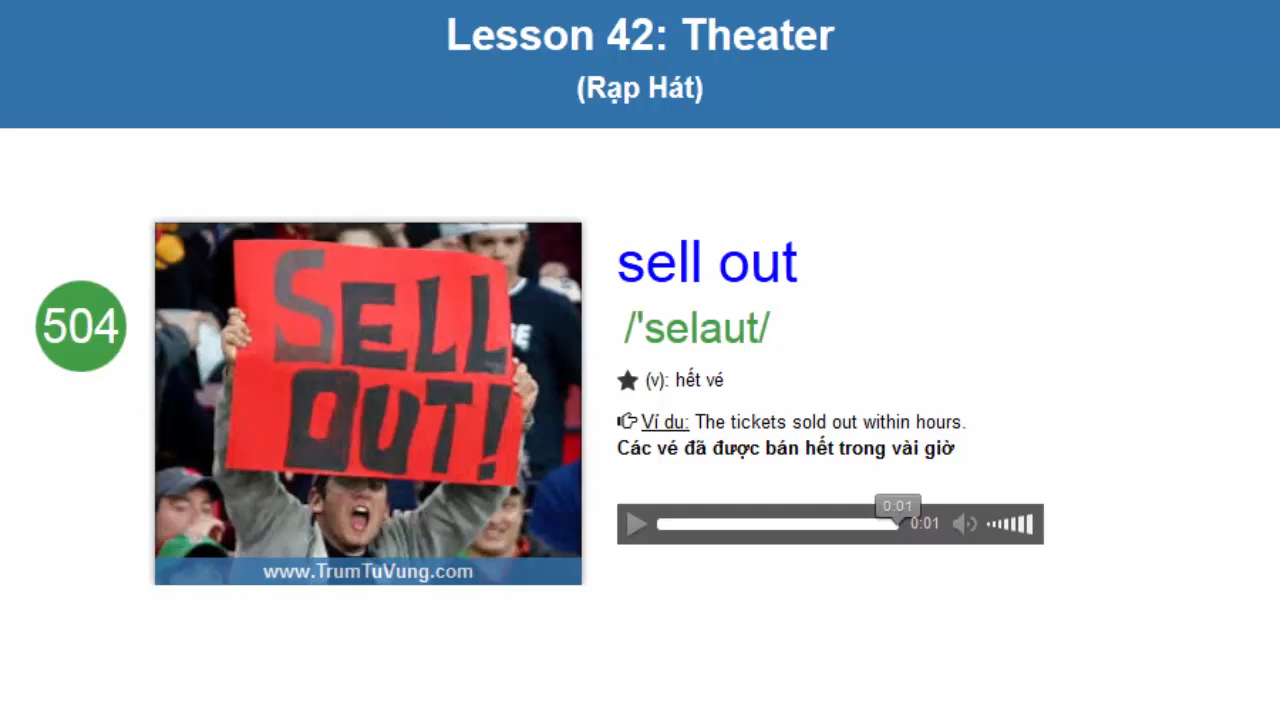 Lesson 42: Theater
(Rạp Hát)
504
SELL
OUT!
www.TrumTuVung.com
sell out
/'selaut/
(v): hết vé
Ví dụ: The tickets sold out within hours.
Các vé đã được bán hết trong vài giờ
0:01
0:01